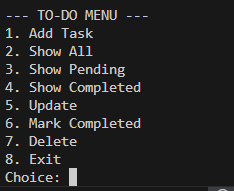 --- TO-DO MENU ---
1. Add Task
2. Show All
3. Show Pending
4. Show Completed
5. Update
6. Mark Completed
7. Delete
8. Exit
Choice: